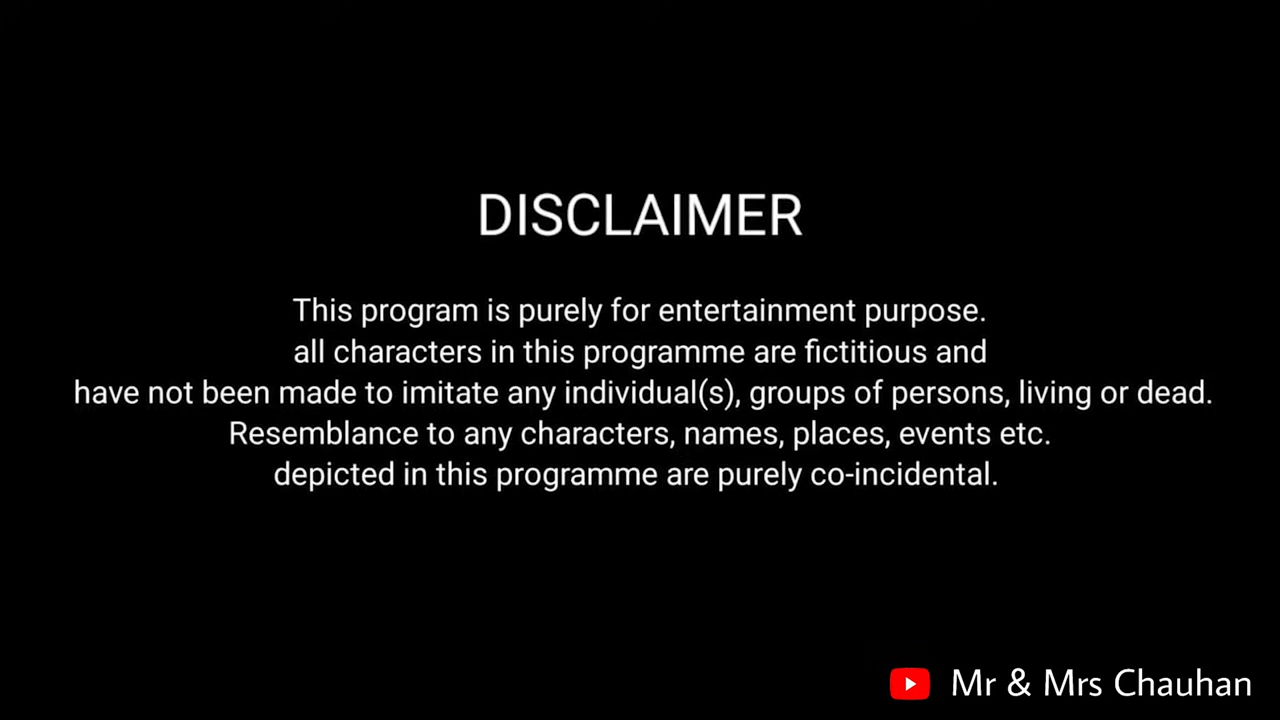 DISCLAIMER
This program is purely for entertainment purpose.
all characters in this programme are fictitious and
have not been made to imitate any individual(s), groups of persons, living or dead.
Resemblance to any characters, names, places, events etc.
depicted in this programme are purely co-incidental.
Mr & Mrs Chauhan